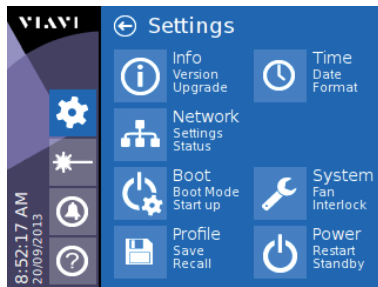 VIAVI
Settings
Info
Version
Upgrade
Time
Date
Format
Network
Settings
Status
Boot
Boot Mode
Start up
System
Fan
Interlock
Profile
Save
Recall
Power
Restart
Standby
8:52:17 AM
20/09/2013